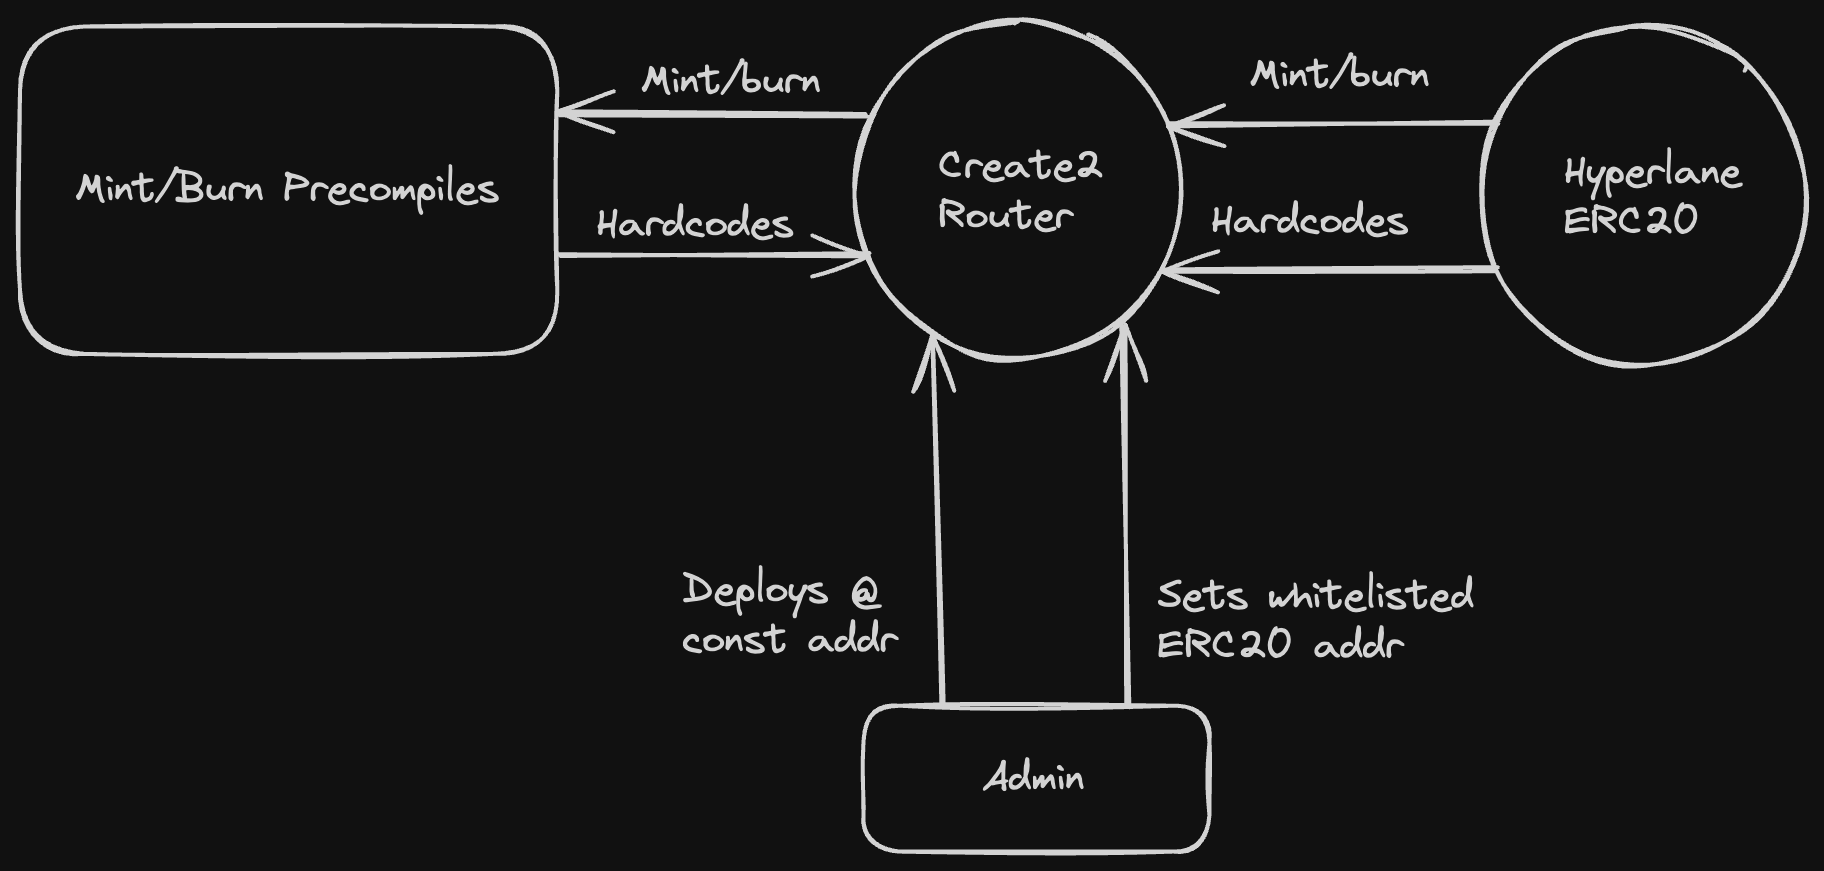 Mint/burn
Mint/burn
Mint/Burn Precompiles
Create2
Router
Hyperlane
ERC20
Hardcodes
Hardcodes
Deploys @
const addr
Sets whitelisted
ERC20 addr
Admin